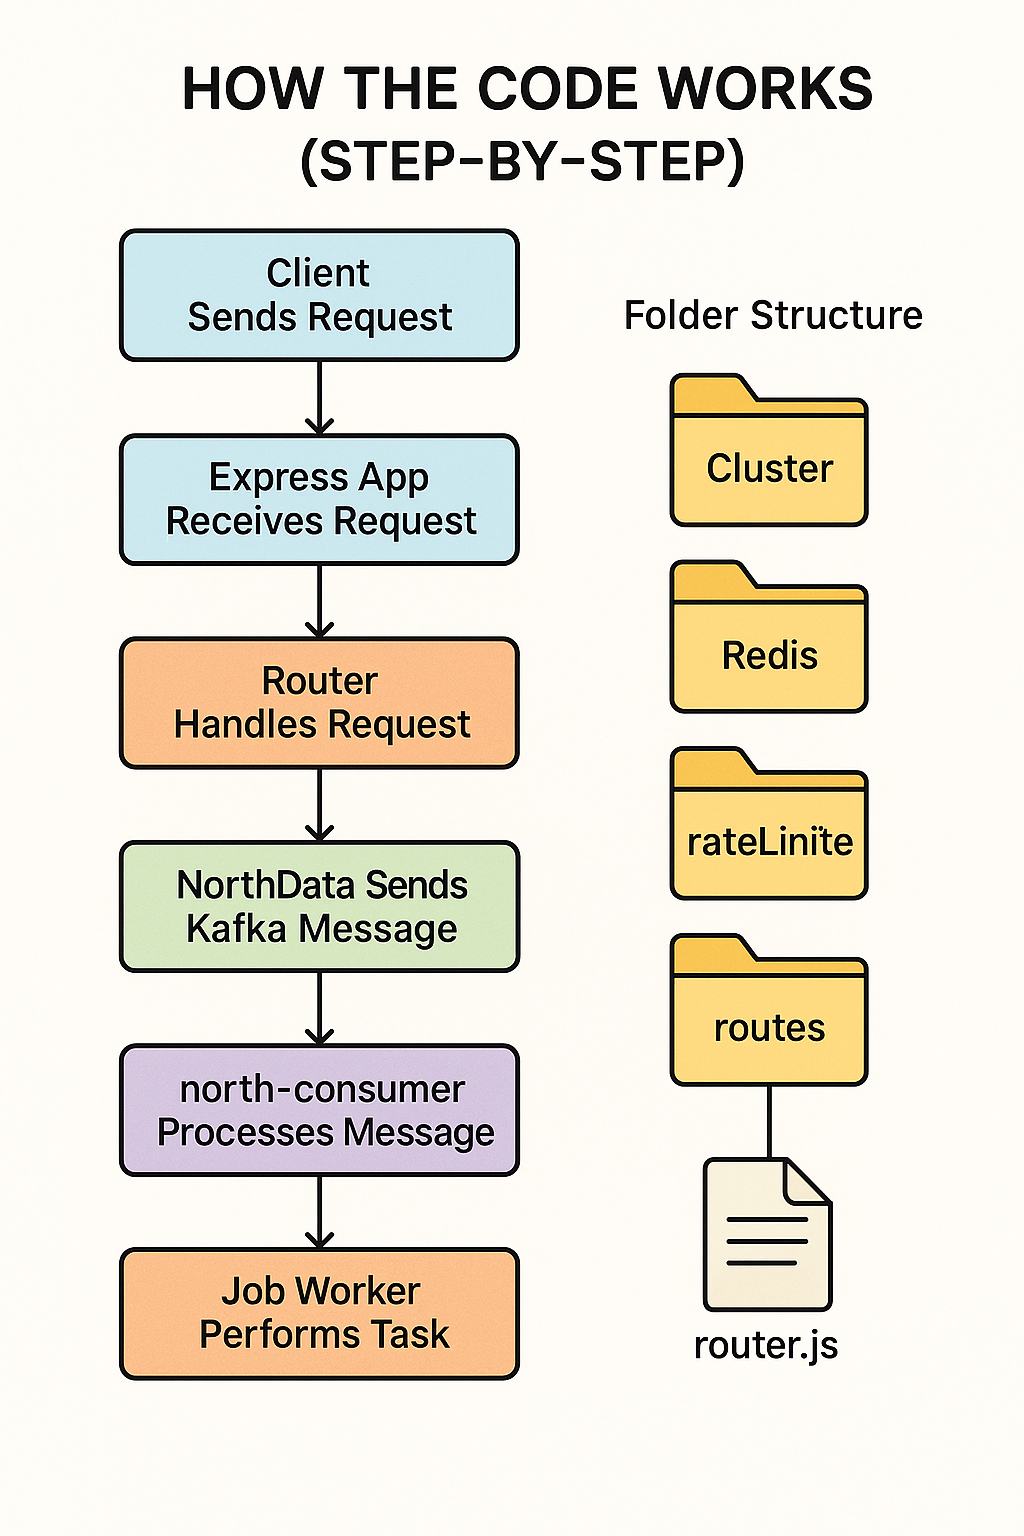 HOW THE CODE WORKS
(STEP-BY-STEP)
Client
Sends Request
Express App
Receives Request
Router
Handles Request
NorthData Sends
Kafka Message
north-consumer
Processes Message
Job Worker
Performs Task
Folder Structure
Cluster
Redis
rateLinïte
routes
router.js